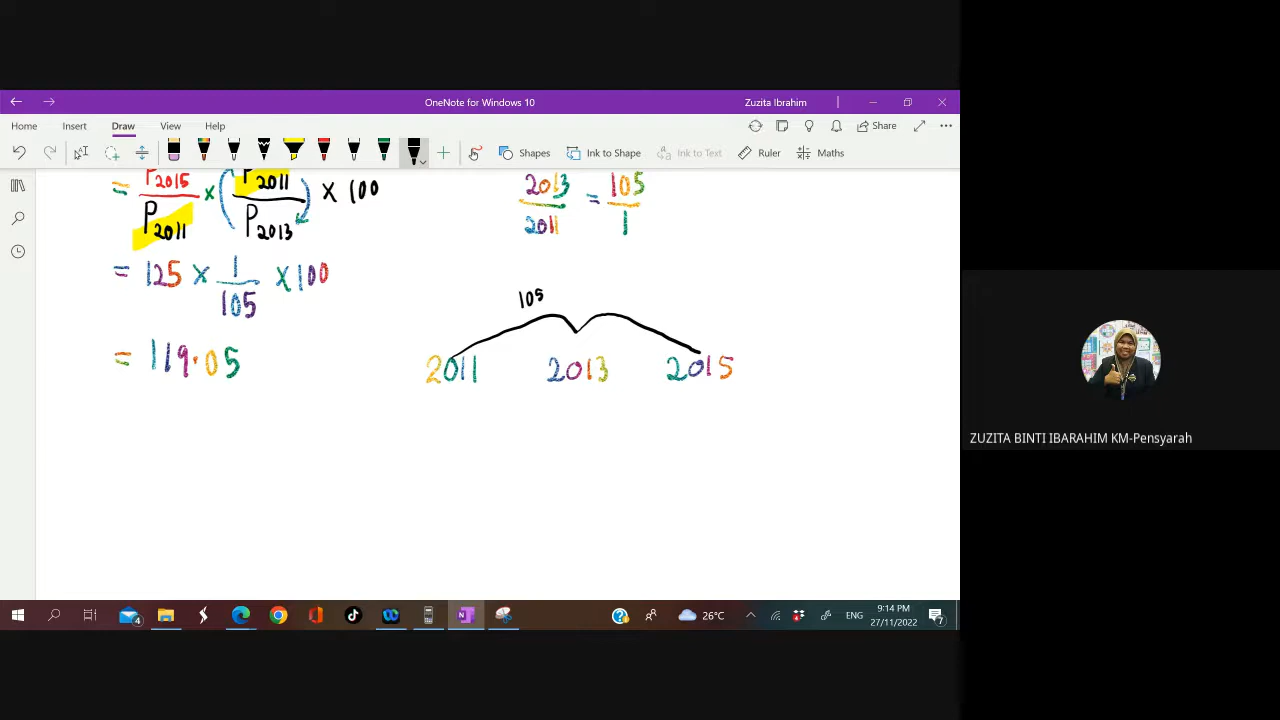 OneNote for Windows 10
Zuzita Ibrahim
Home Insert Draw View Help
Share
Shapes Ink to Shape Ink to Text Ruler Maths
= P2015/P2011 × (P2011/P2013) × 100
2013/2011 = 105/1
= 125 × 1/105 × 100
105
= 119.05
2011 2013 2015
ZUZITA BINTI IBARAHIM KM-Pensyarah
4
26°C
ENG
9:14 PM
27/11/2022
7